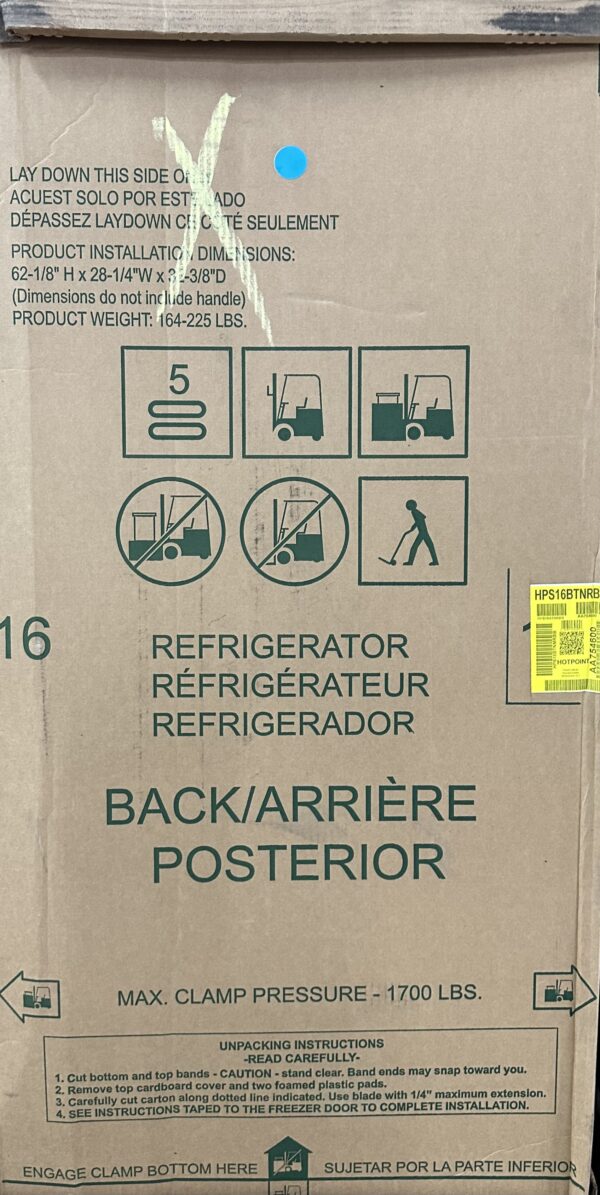 LAY DOWN THIS SIDE
ACUEST SOLO POR
DÉPASSEZ LAYDOWN CE CÔTÉ SEULEMENT
PRODUCT INSTALLATION DIMENSIONS:
62-1/8" H x 28-1/4"W x -3/8"D
(Dimensions do not include handle)
PRODUCT WEIGHT: 164-225 LBS.
5
HPS16BTNRB
AA754600
HOTPOINT
16
REFRIGERATOR
RÉFRIGÉRATEUR
REFRIGERADOR
BACK/ARRIÈRE
POSTERIOR
MAX. CLAMP PRESSURE - 1700 LBS.
UNPACKING INSTRUCTIONS
-READ CAREFULLY-
1. Cut bottom and top bands - CAUTION - stand clear. Band ends may snap toward you.
2. Remove top cardboard cover and two foamed plastic pads.
3. Carefully cut carton along dotted line indicated. Use blade with 1/4" maximum extension.
4. SEE INSTRUCTIONS TAPED TO THE FREEZER DOOR TO COMPLETE INSTALLATION.
ENGAGE CLAMP BOTTOM HERE
SUJETAR POR LA PARTE INFERIOR